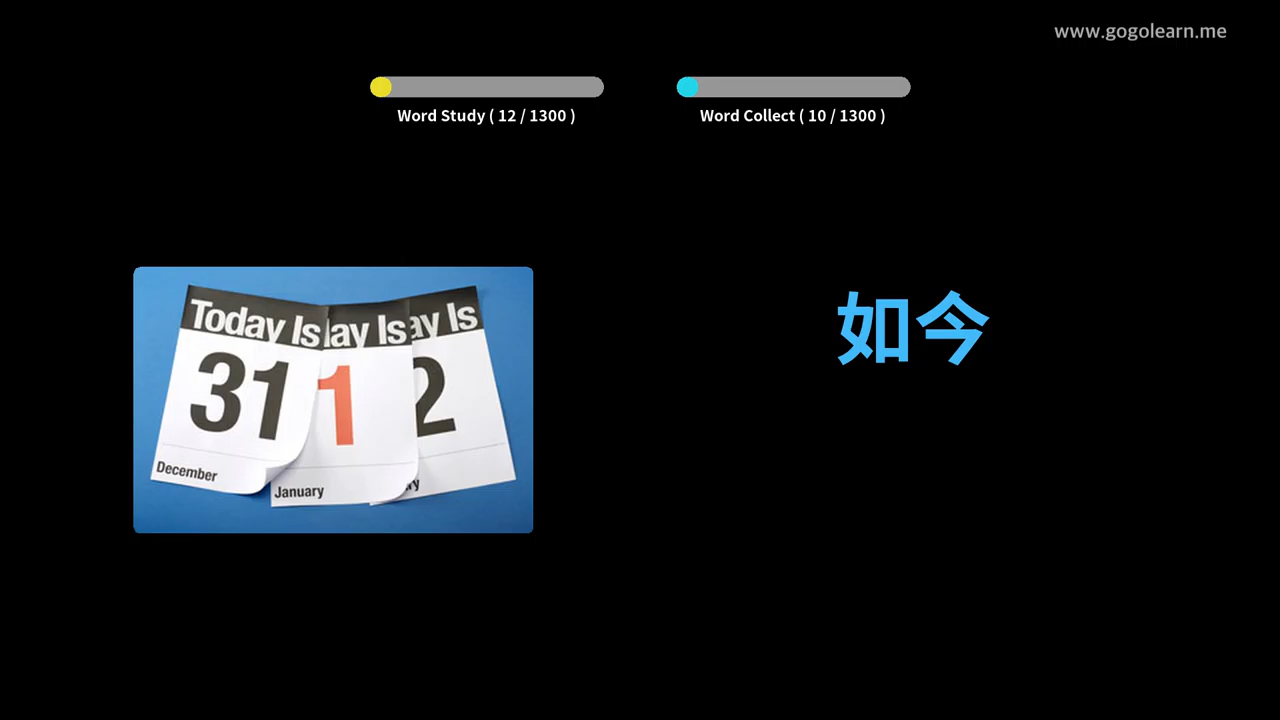 www.gogolearn.me
Word Study ( 12 / 1300 )
Word Collect ( 10 / 1300 )
Today Is
ay Is
ay Is
31
1
2
December
January
ry
如今